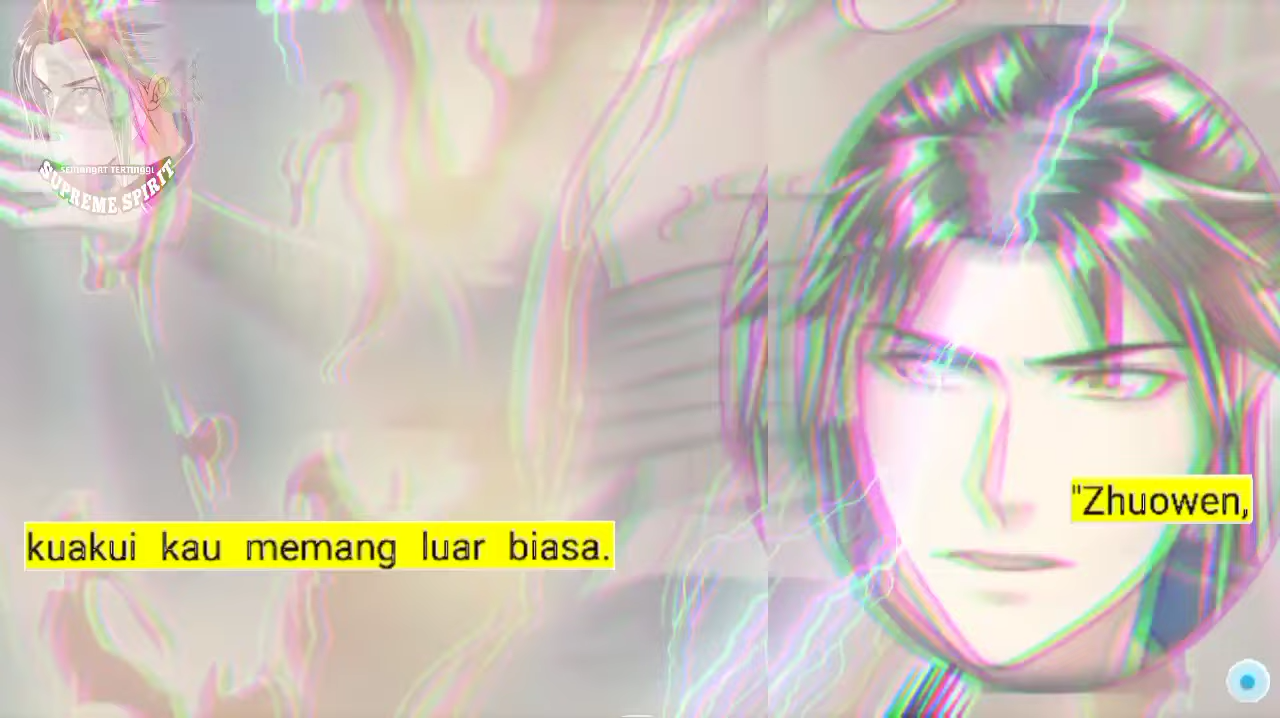 SEMANGAT TERTINGGI
SUPREME SPIRIT
"Zhuowen,
kuakui kau memang luar biasa.